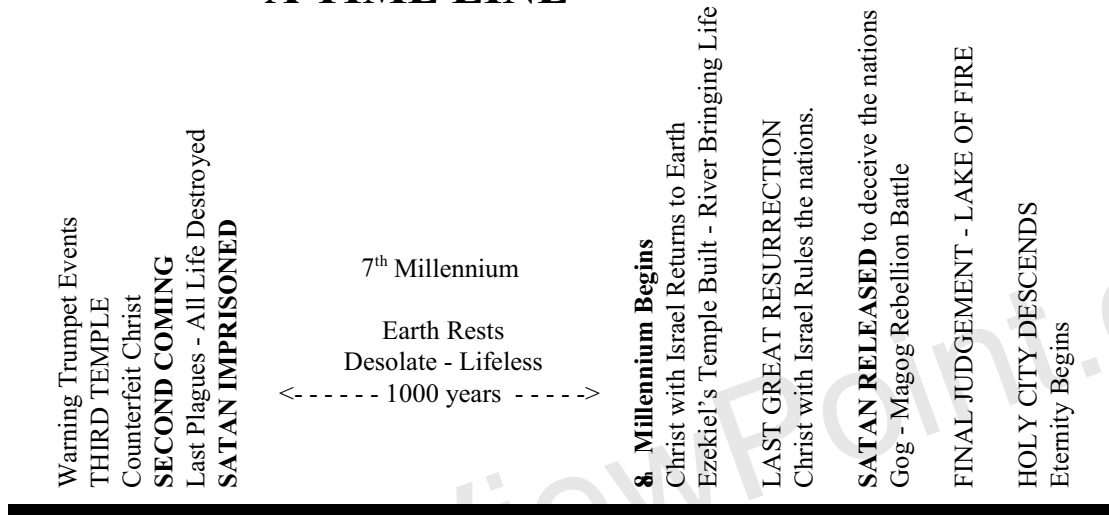 A TIME LINE
Warning Trumpet Events
THIRD TEMPLE
Counterfeit Christ
SECOND COMING
Last Plagues - All Life Destroyed
SATAN IMPRISONED
7th Millennium
Earth Rests
Desolate - Lifeless
<- - - - - - 1000 years - - - - ->
8th Millennium Begins
Christ with Israel Returns to Earth
Ezekiel's Temple Built - River Bringing Life
LAST GREAT RESURRECTION
Christ with Israel Rules the nations.
SATAN RELEASED to deceive the nations
Gog - Magog Rebellion Battle
FINAL JUDGEMENT - LAKE OF FIRE
HOLY CITY DESCENDS
Eternity Begins
iewPoint.